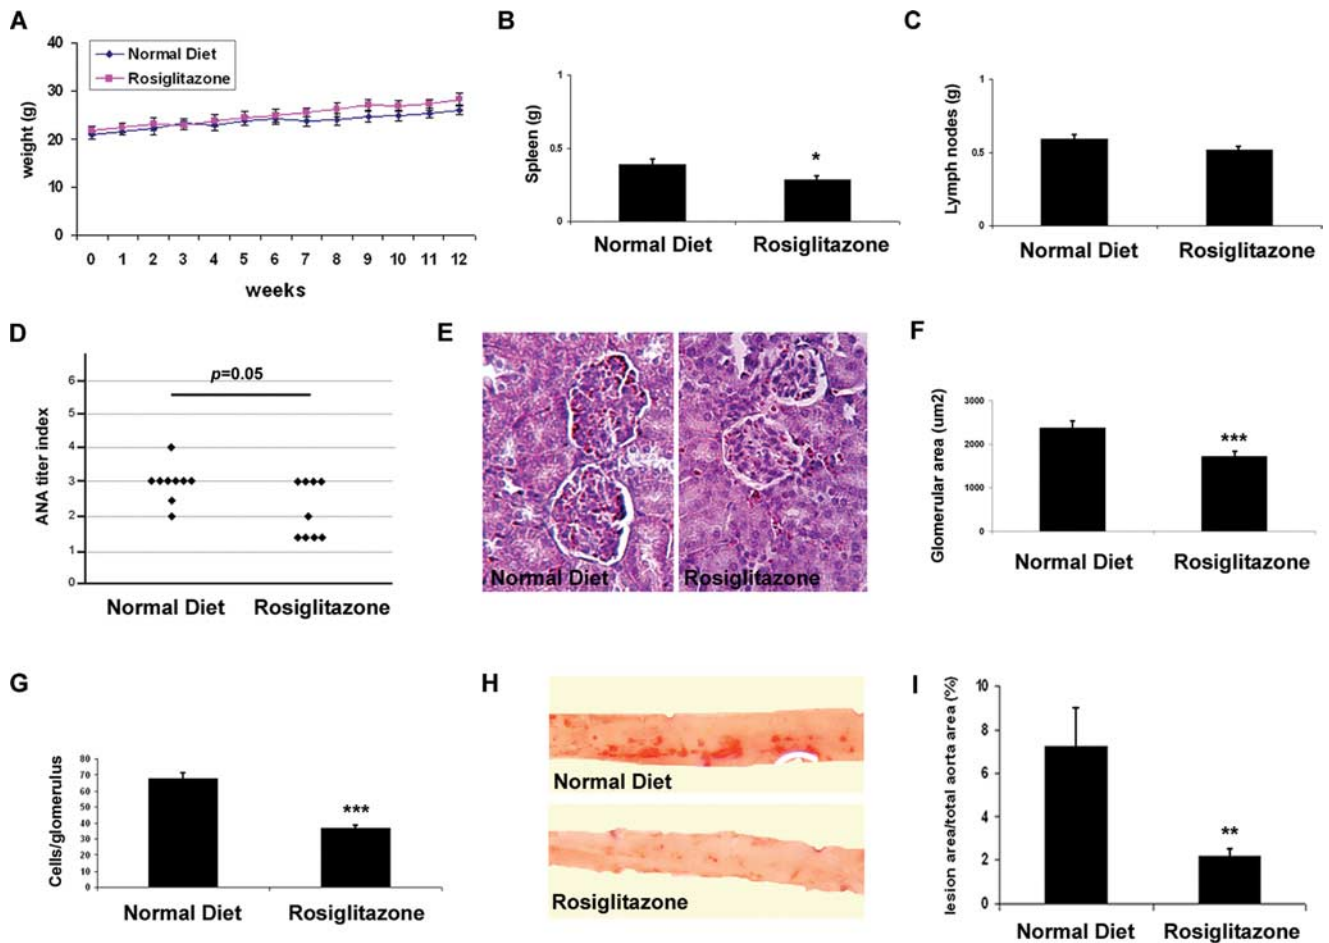 A
40
30
20
10
0
weight (g)
Normal Diet
Rosiglitazone
0 1 2 3 4 5 6 7 8 9 10 11 12
weeks
B
1
0.5
0
Spleen (g)
*
Normal Diet Rosiglitazone
C
1
0.5
0
Lymph nodes (g)
Normal Diet Rosiglitazone
D
6
5
4
3
2
1
0
ANA titer index
p=0.05
Normal Diet Rosiglitazone
E
Normal Diet Rosiglitazone
F
3000
2000
1000
0
Glomerular area (um2)
***
Normal Diet Rosiglitazone
G
80
70
60
50
40
30
20
10
0
Cells/glomerulus
***
Normal Diet Rosiglitazone
H
Normal Diet
Rosiglitazone
I
10
8
6
4
2
0
lesion area/total aorta area (%)
**
Normal Diet Rosiglitazone